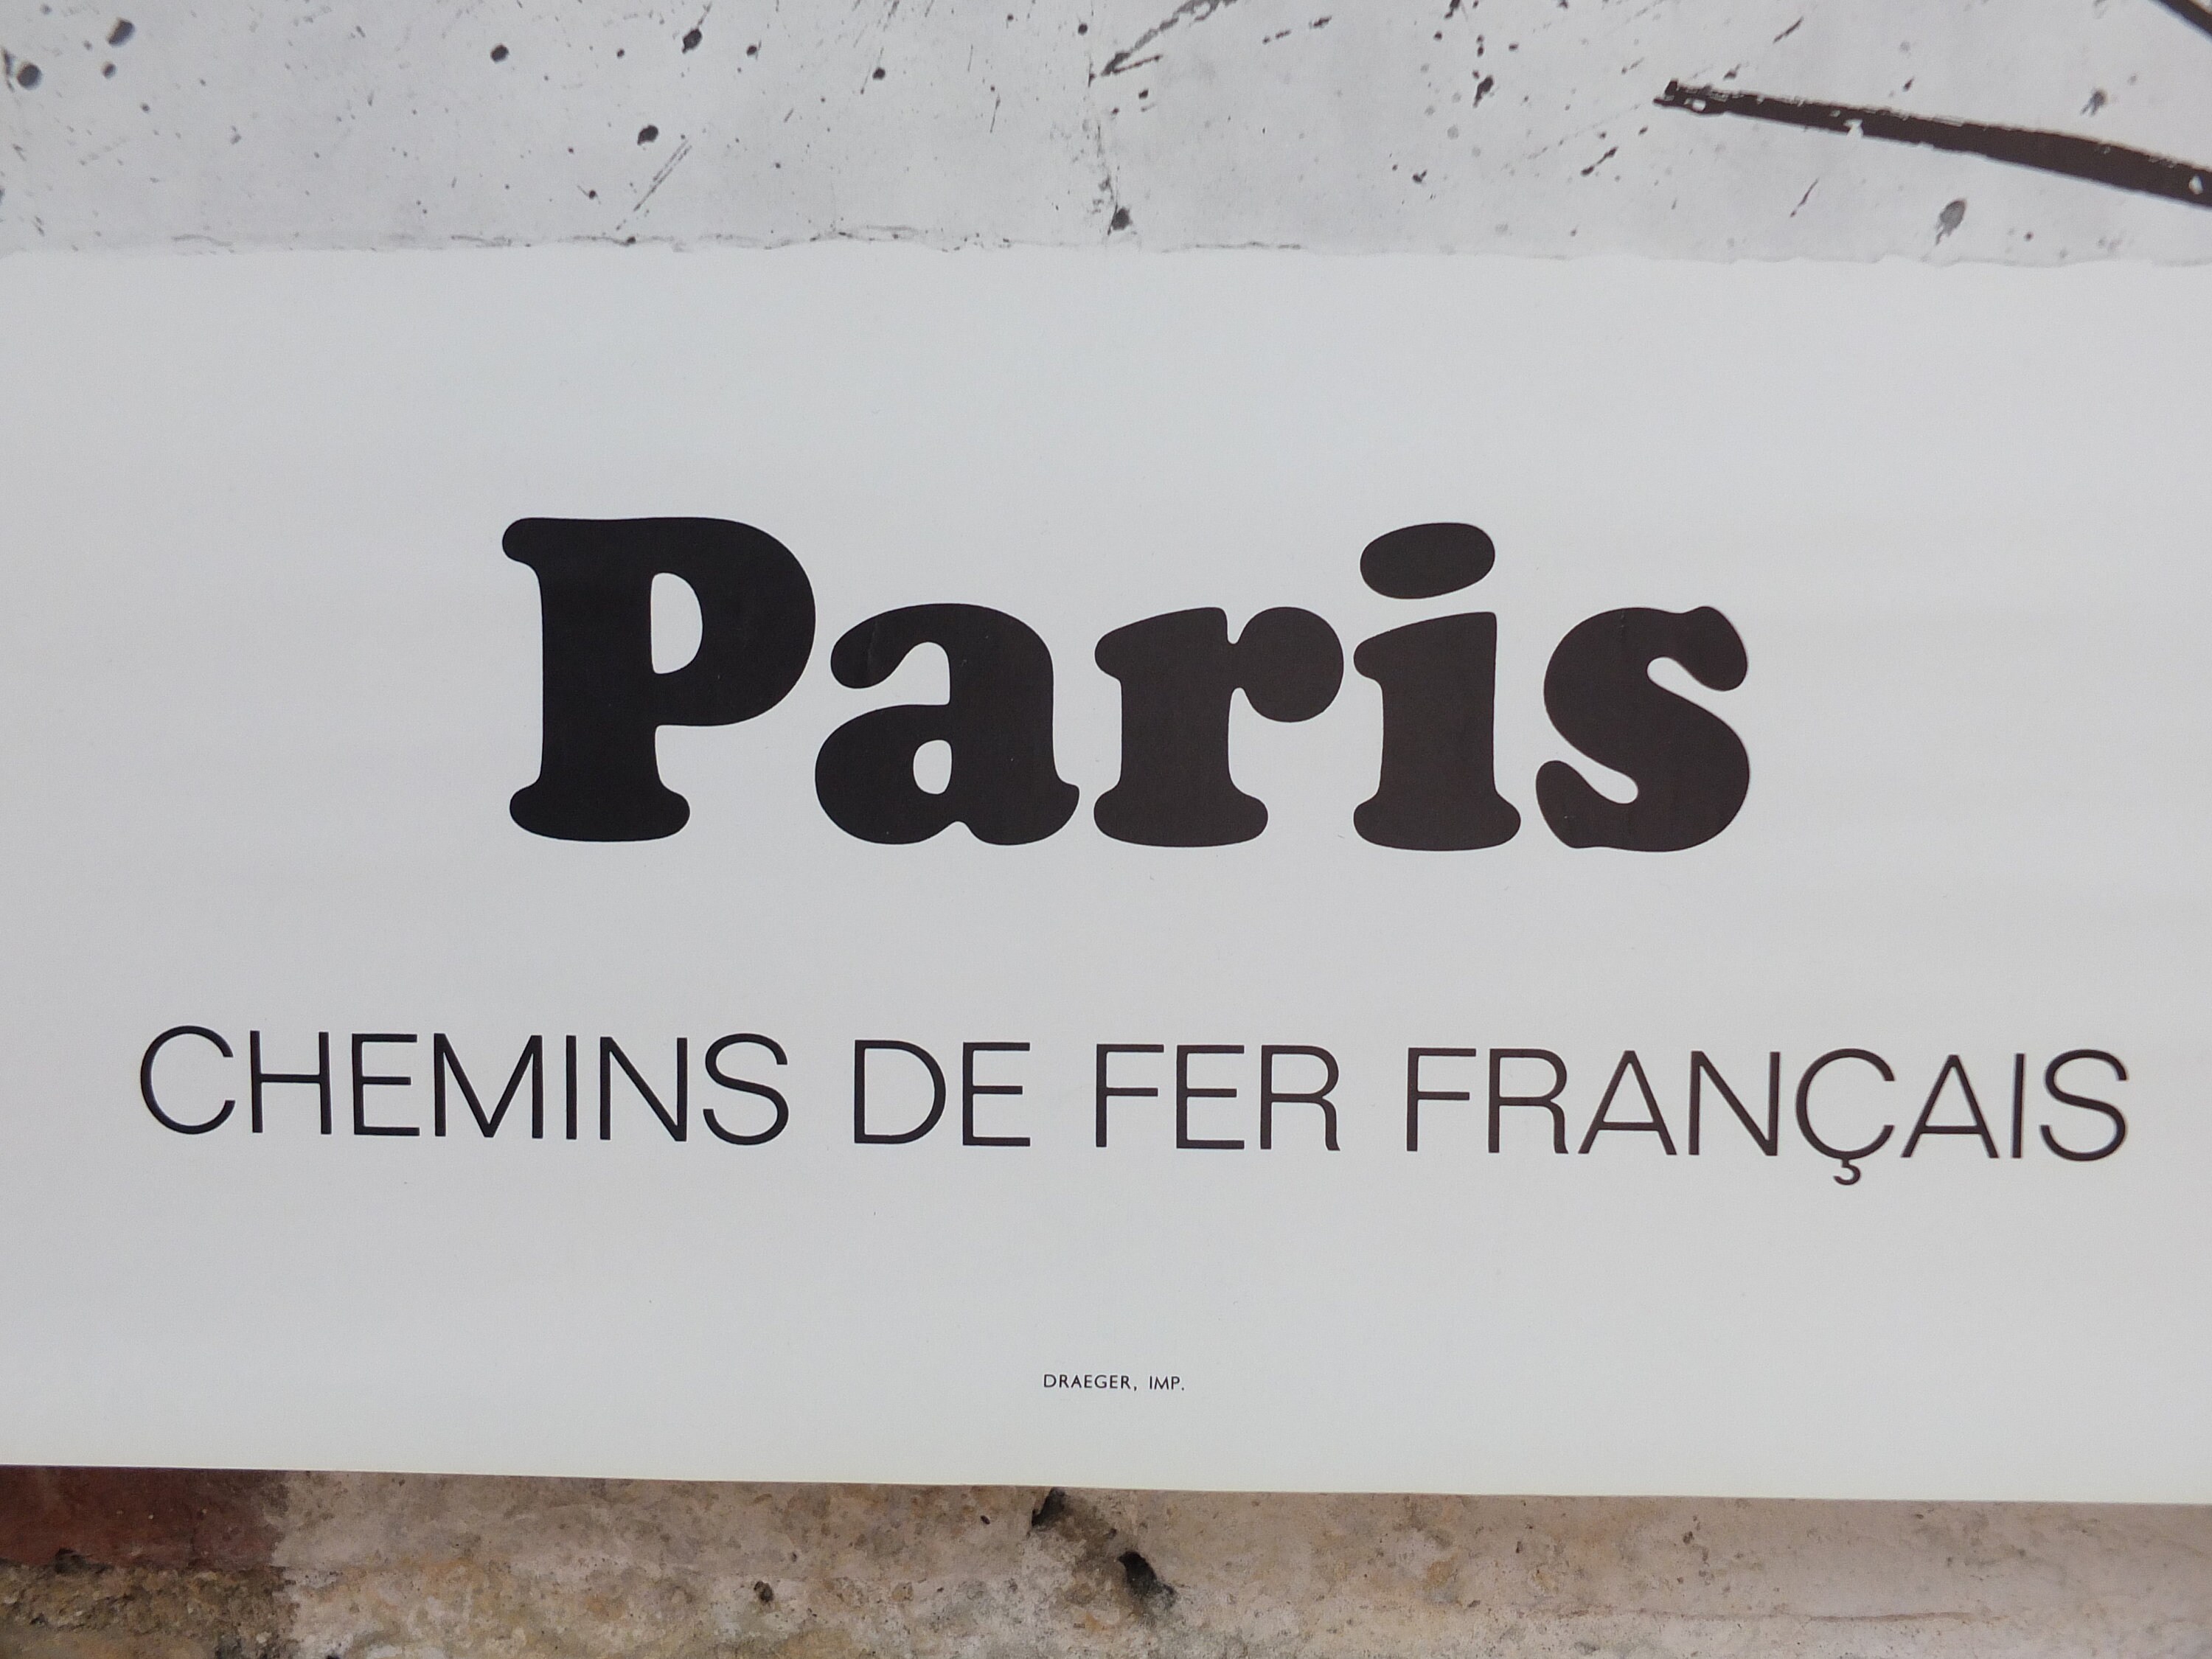 Paris
CHEMINS DE FER FRANÇAIS
DRAEGER, IMP.